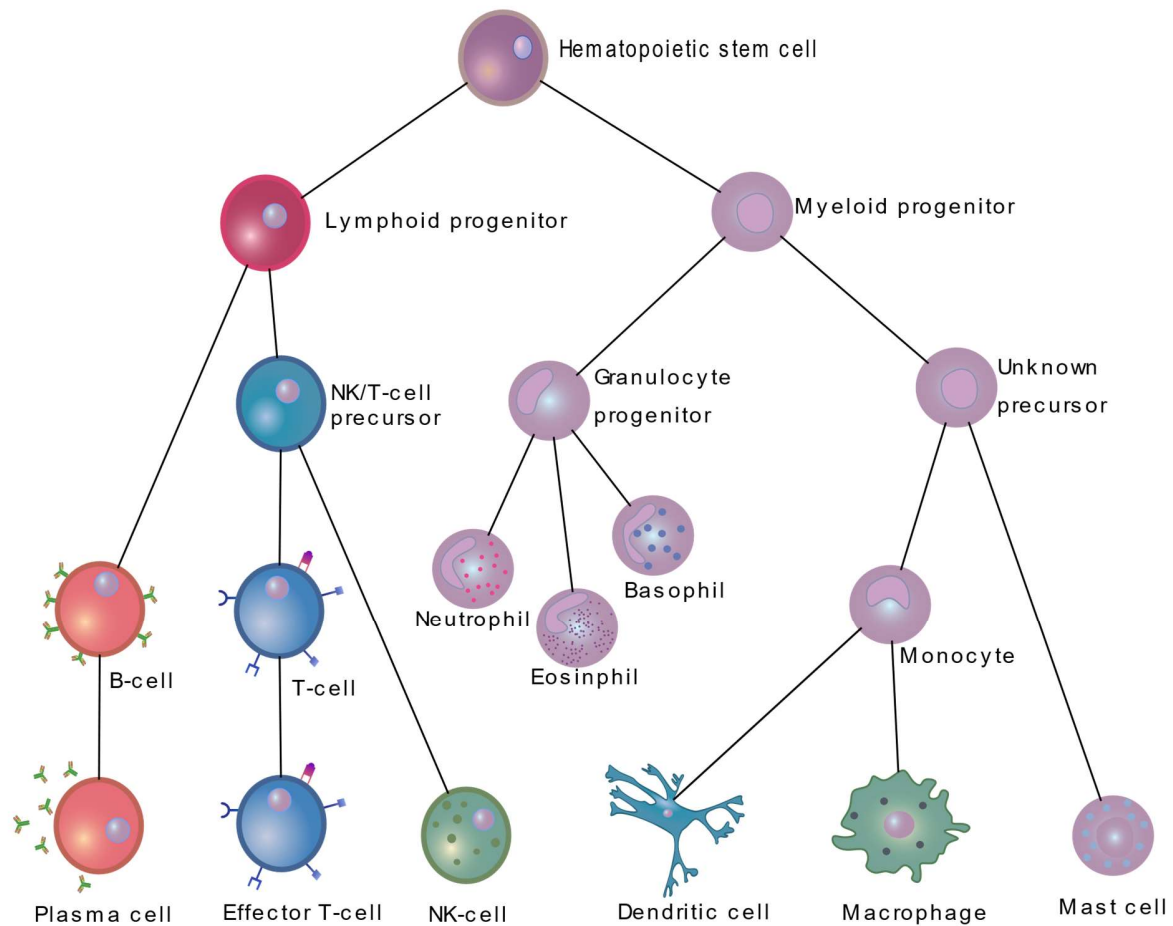 Hematopoietic stem cell
Lymphoid progenitor
Myeloid progenitor
NK/T-cell
precursor
Granulocyte
progenitor
Unknown
precursor
Neutrophil
Eosinphil
Basophil
B-cell
T-cell
Monocyte
Plasma cell
Effector T-cell
NK-cell
Dendritic cell
Macrophage
Mast cell